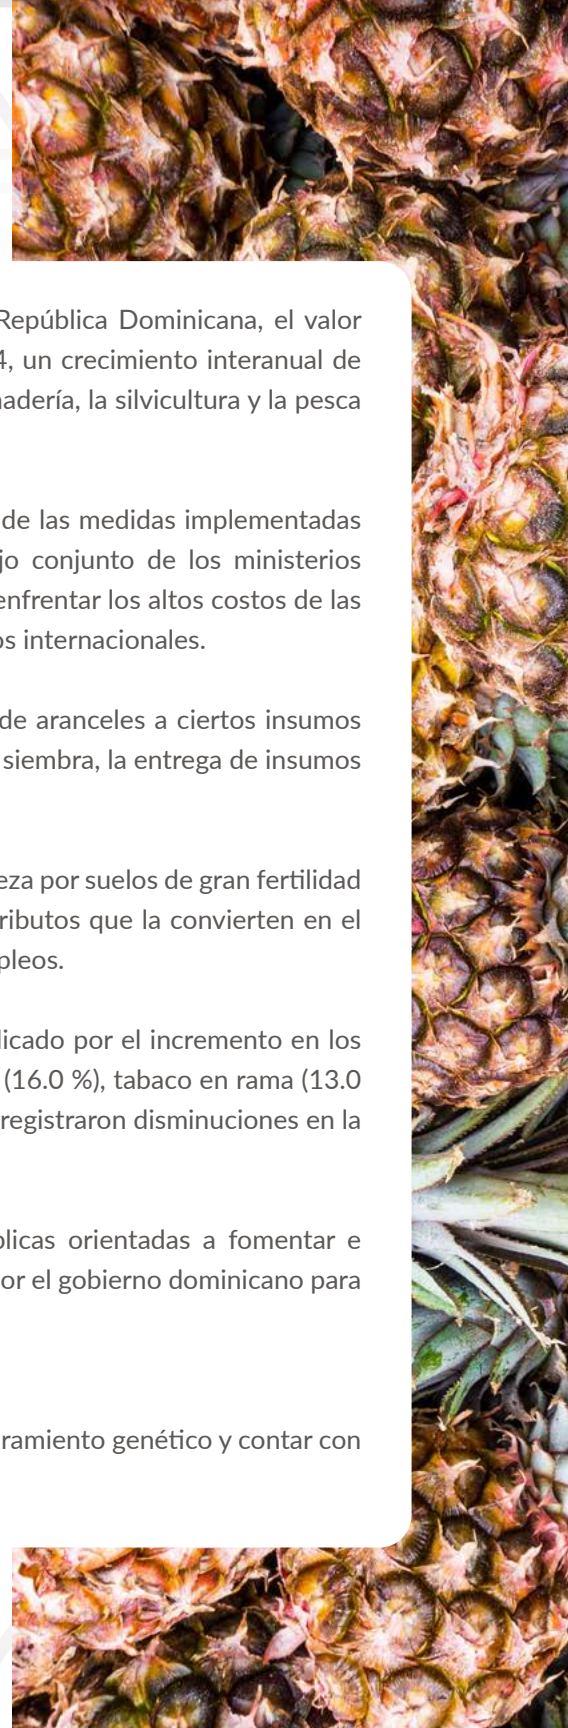 República Dominicana, el valor
4, un crecimiento interanual de
nadería, la silvicultura y la pesca
de las medidas implementadas
jo conjunto de los ministerios
enfrentar los altos costos de las
os internacionales.
de aranceles a ciertos insumos
siembra, la entrega de insumos
eza por suelos de gran fertilidad
ributos que la convierten en el
pleos.
licado por el incremento en los
(16.0 %), tabaco en rama (13.0
registraron disminuciones en la
blicas orientadas a fomentar e
or el gobierno dominicano para
ramiento genético y contar con